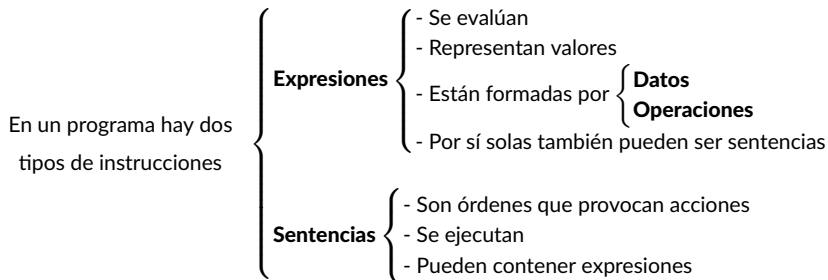 En un programa hay dos
tipos de instrucciones
Expresiones
- Se evalúan
- Representan valores
- Están formadas por
Datos
Operaciones
- Por sí solas también pueden ser sentencias
Sentencias
- Son órdenes que provocan acciones
- Se ejecutan
- Pueden contener expresiones